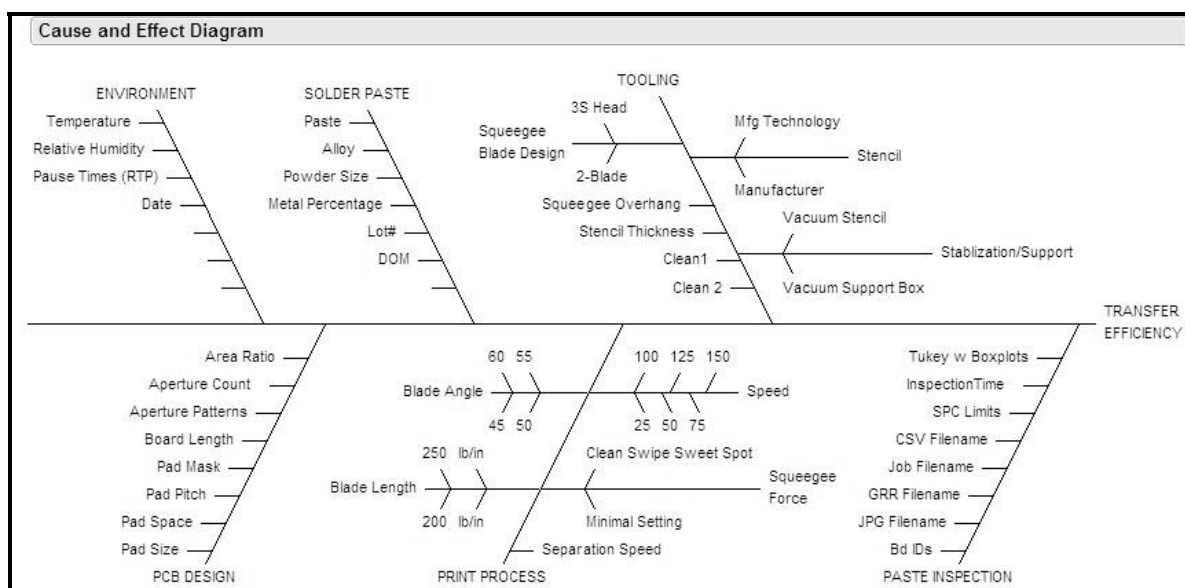 Cause and Effect Diagram
ENVIRONMENT
Temperature
Relative Humidity
Pause Times (RTP)
Date
SOLDER PASTE
Paste
Alloy
Powder Size
Metal Percentage
Lot#
DOM
TOOLING
3S Head
Squeegee
Blade Design
2-Blade
Squeegee Overhang
Stencil Thickness
Clean1
Clean 2
Mfg Technology
Stencil
Manufacturer
Vacuum Stencil
Stablization/Support
Vacuum Support Box
TRANSFER
EFFICIENCY
Area Ratio
Aperture Count
Aperture Patterns
Board Length
Pad Mask
Pad Pitch
Pad Space
Pad Size
PCB DESIGN
60 55
Blade Angle
45 50
100 125 150
Speed
25 50 75
250 lb/in
Blade Length
200 lb/in
Clean Swipe Sweet Spot
Squeegee
Force
Minimal Setting
Separation Speed
PRINT PROCESS
Tukey w Boxplots
InspectionTime
SPC Limits
CSV Filename
Job Filename
GRR Filename
JPG Filename
Bd IDs
PASTE INSPECTION